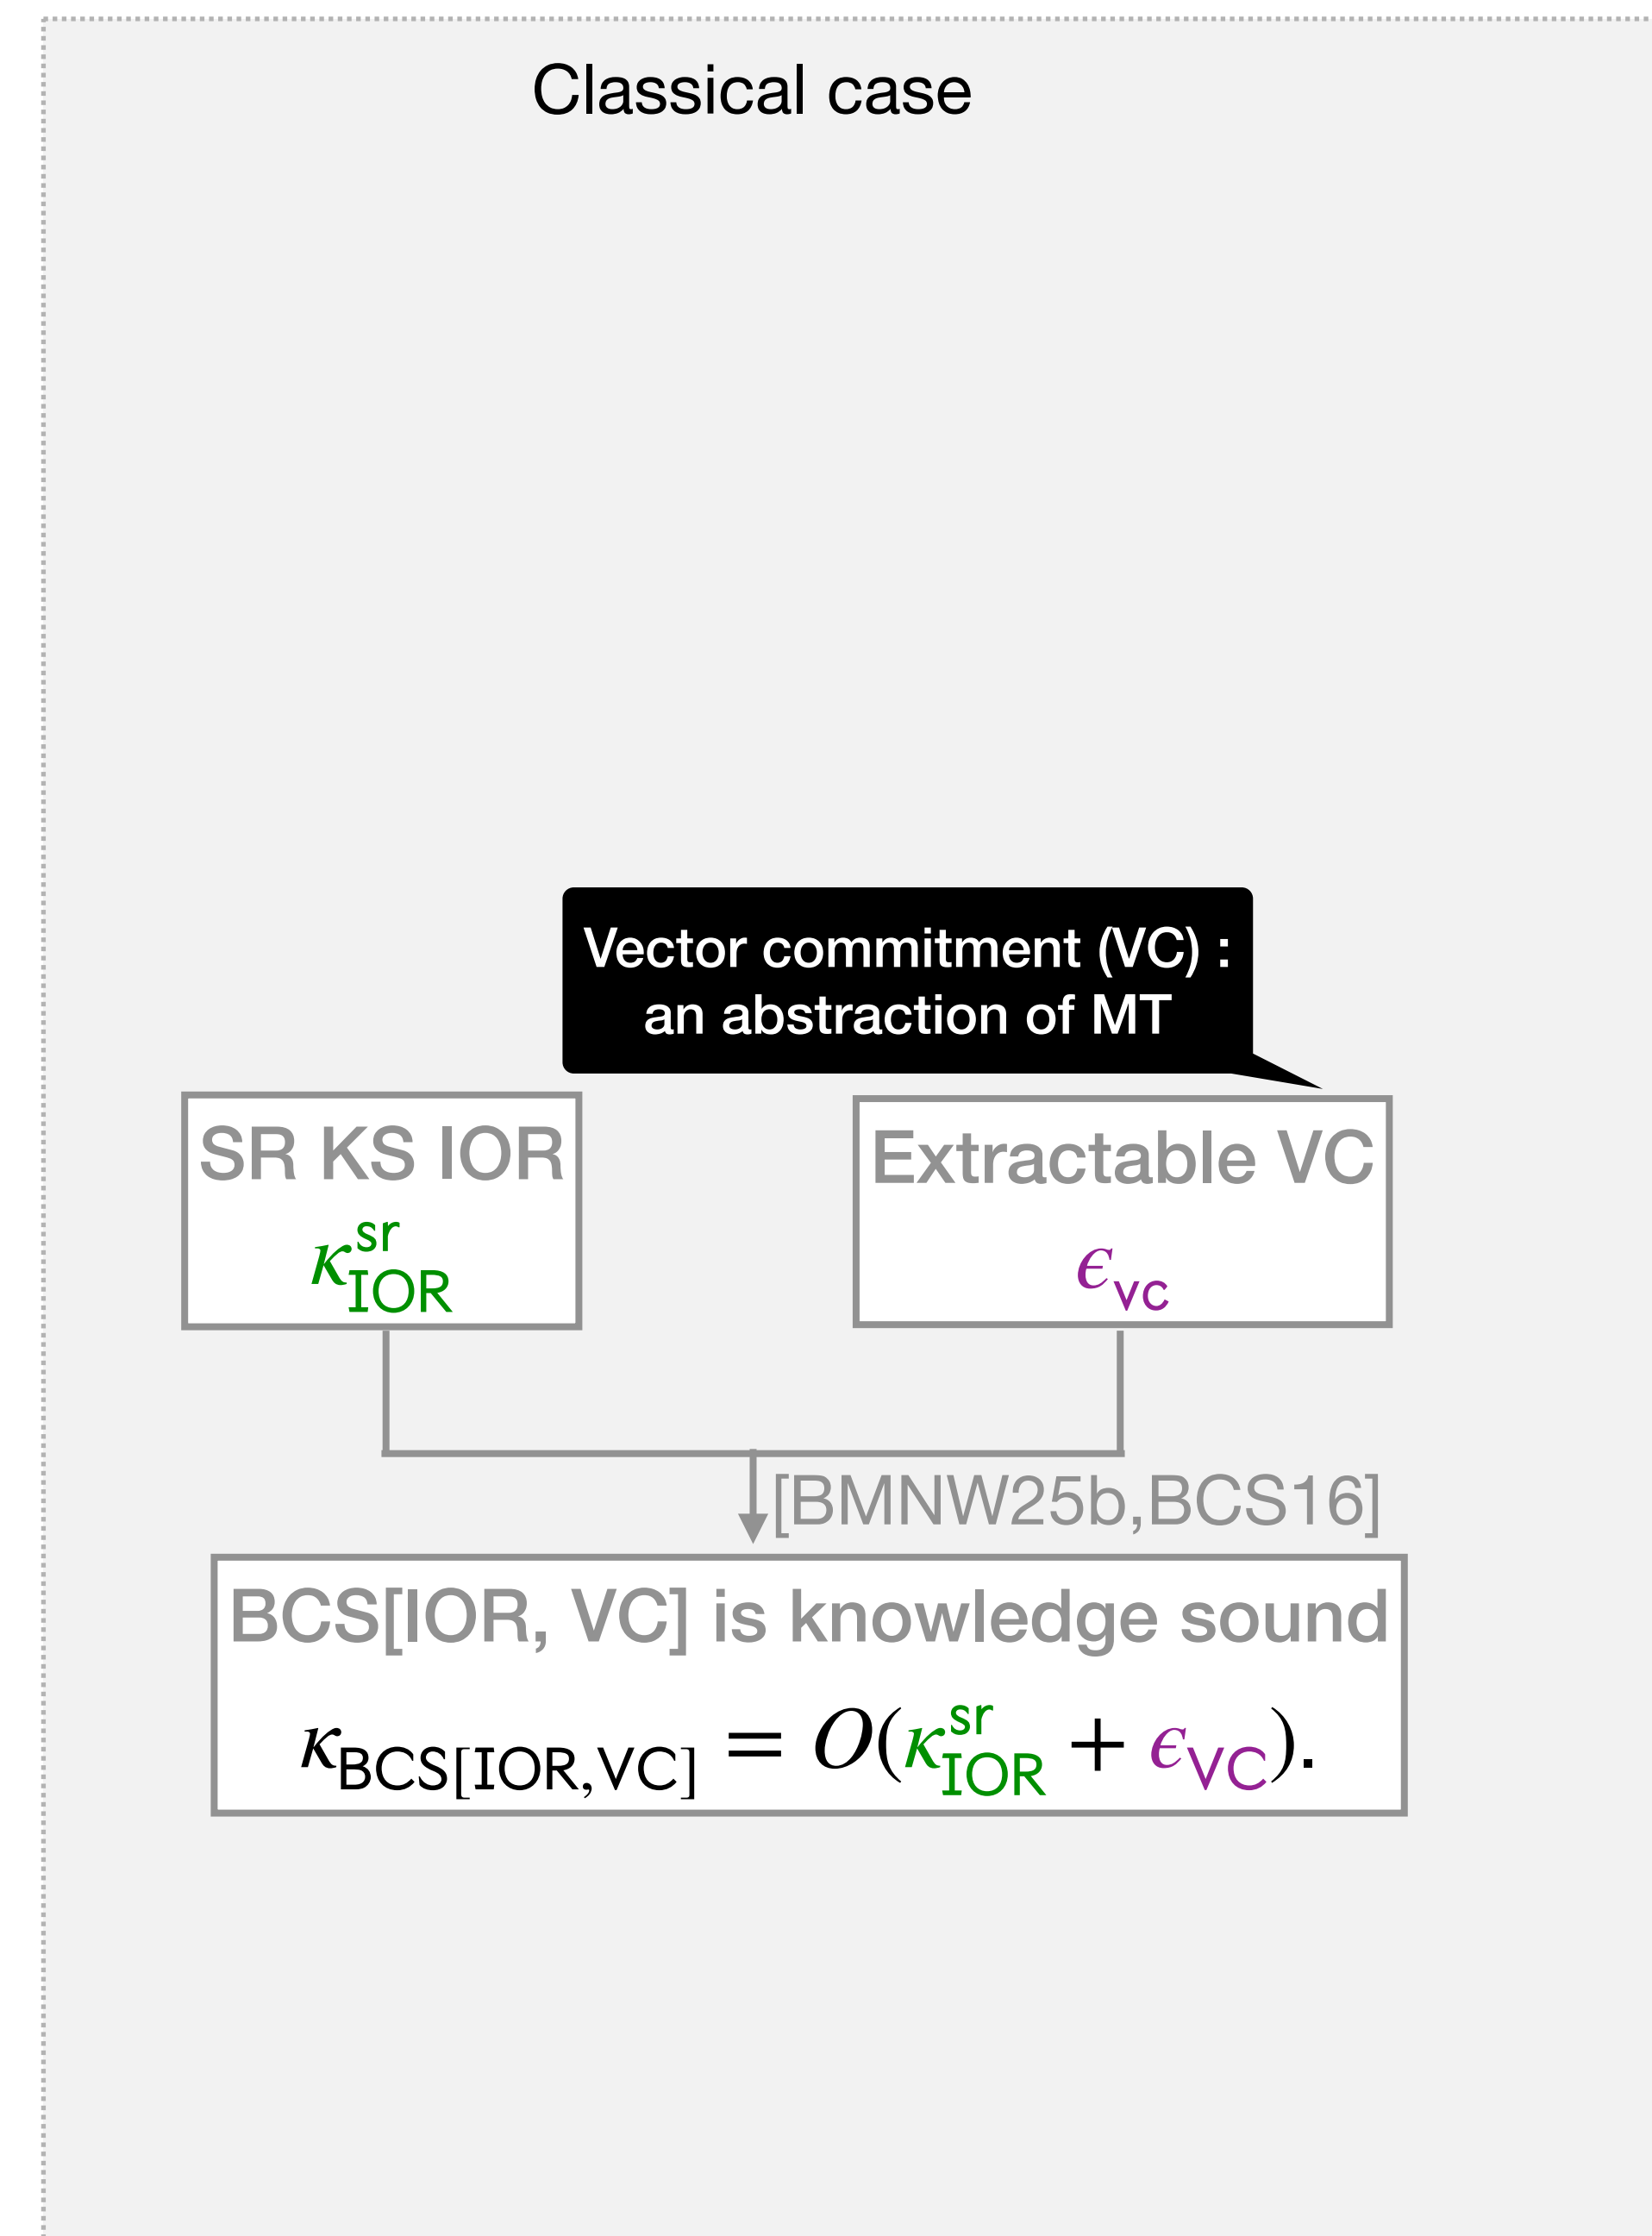 Classical case
Vector commitment (VC) :
an abstraction of MT
SR KS IOR
κ^sr_IOR
Extractable VC
ϵ_VC
[BMNW25b,BCS16]
BCS[IOR, VC] is knowledge sound
κ_BCS[IOR,VC] = O(κ^sr_IOR + ϵ_VC).